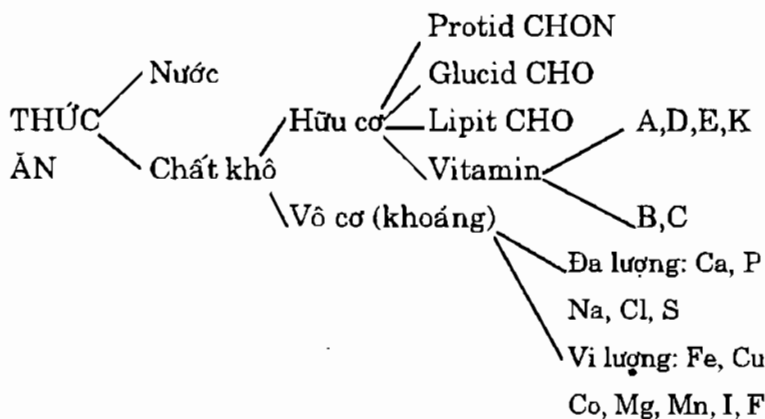 Protid CHON
Nước
Glucid CHO
THỨC
Hữu cơ
Lipit CHO
A,D,E,K
ĂN
Chất khô
Vitamin
Vô cơ (khoáng)
B,C
Đa lượng: Ca, P
Na, Cl, S
Vi lượng: Fe, Cu
Co, Mg, Mn, I, F